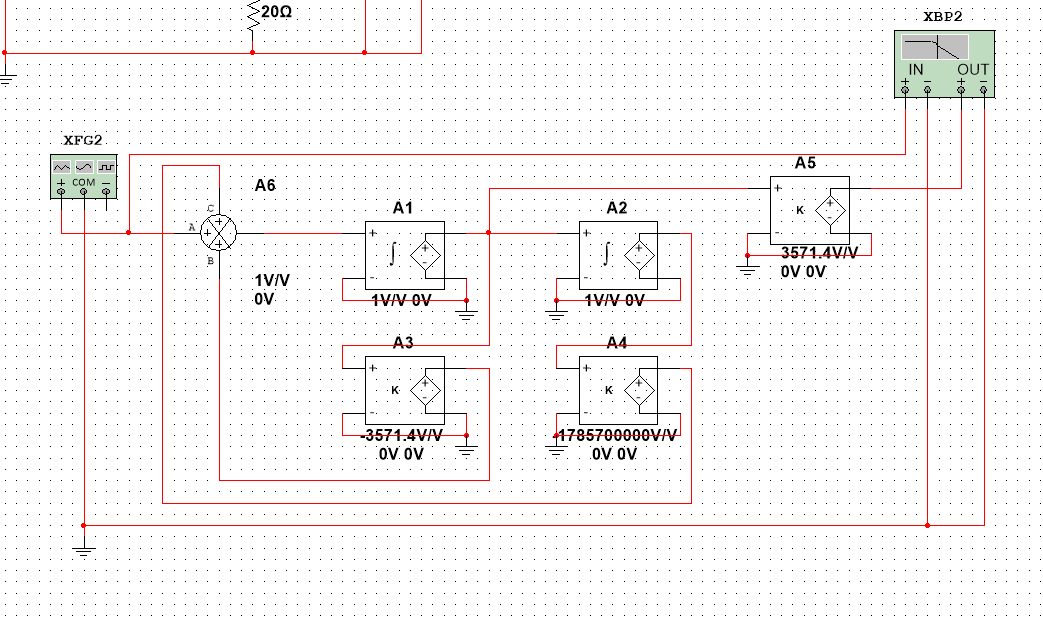 20Ω
XBP2
IN OUT
+ - + -
XFG2
+ COM -
A6
C
A
B
1V/V
0V
A1
+
-
∫
+
-
1V/V 0V
A2
+
-
∫
+
-
1V/V 0V
A5
+
-
K
+
-
3571.4V/V
0V 0V
A3
+
-
K
+
-
-3571.4V/V
0V 0V
A4
+
-
K
+
-
-1785700000V/V
0V 0V